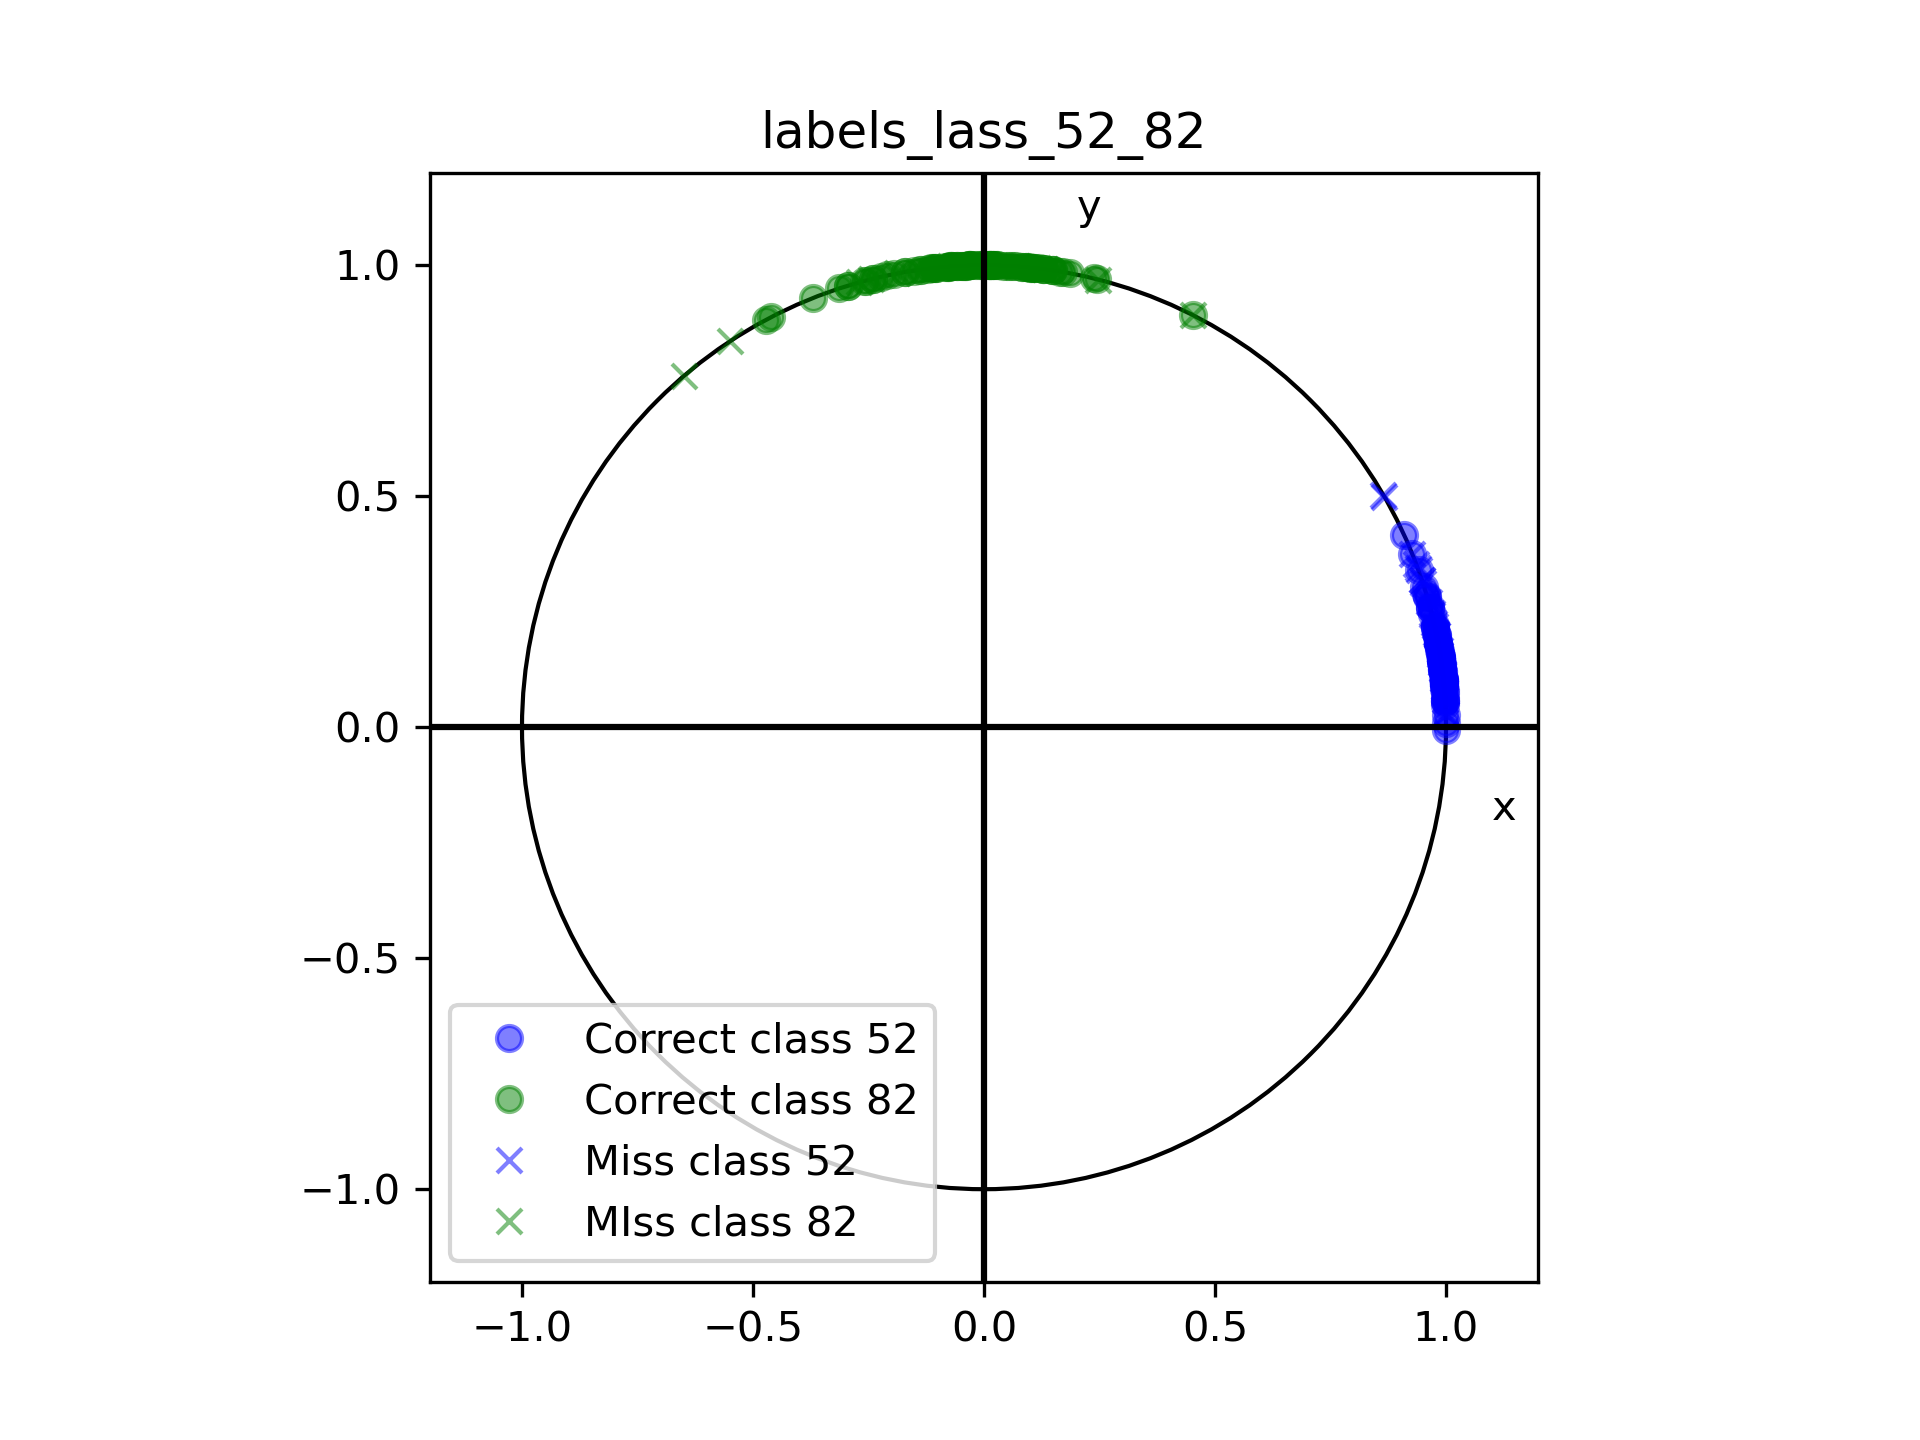 labels_lass_52_82
y
1.0
0.5
0.0
−0.5
−1.0
x
Correct class 52
Correct class 82
Miss class 52
MIss class 82
−1.0 −0.5 0.0 0.5 1.0